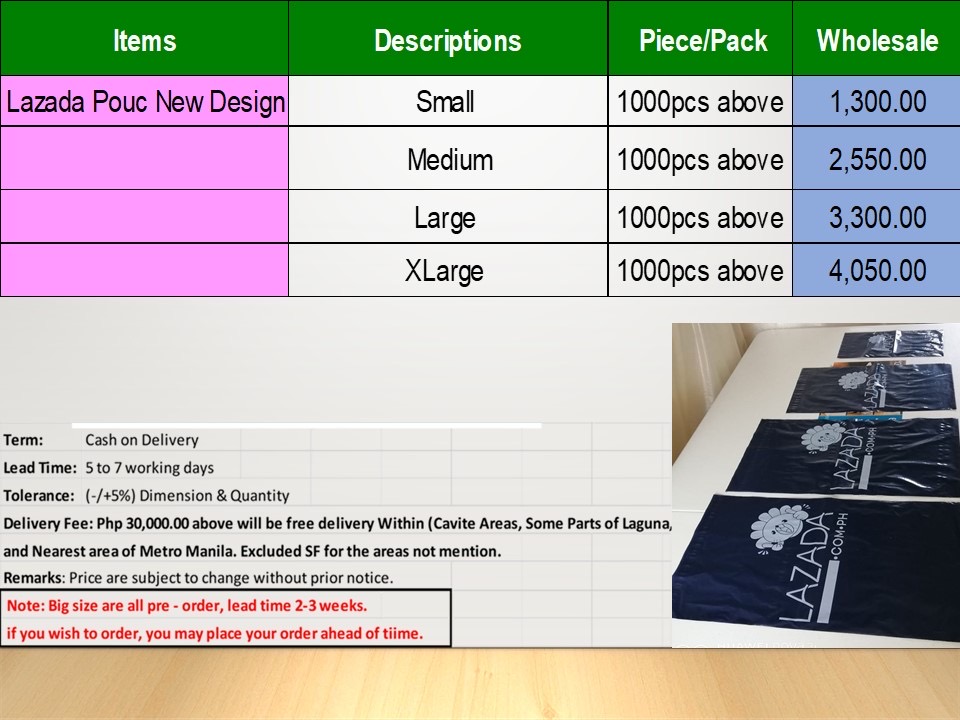 Items Descriptions Piece/Pack Wholesale
Lazada Pouc New Design Small 1000pcs above 1,300.00
Medium 1000pcs above 2,550.00
Large 1000pcs above 3,300.00
XLarge 1000pcs above 4,050.00
Term: Cash on Delivery
Lead Time: 5 to 7 working days
Tolerance: (-/+5%) Dimension & Quantity
Delivery Fee: Php 30,000.00 above will be free delivery Within (Cavite Areas, Some Parts of Laguna,
and Nearest area of Metro Manila. Excluded SF for the areas not mention.
Remarks: Price are subject to change without prior notice.
Note: Big size are all pre - order, lead time 2-3 weeks.
if you wish to order, you may place your order ahead of tiime.
LAZADA
LAZADA
•COM•PH
LAZADA
•COM•PH